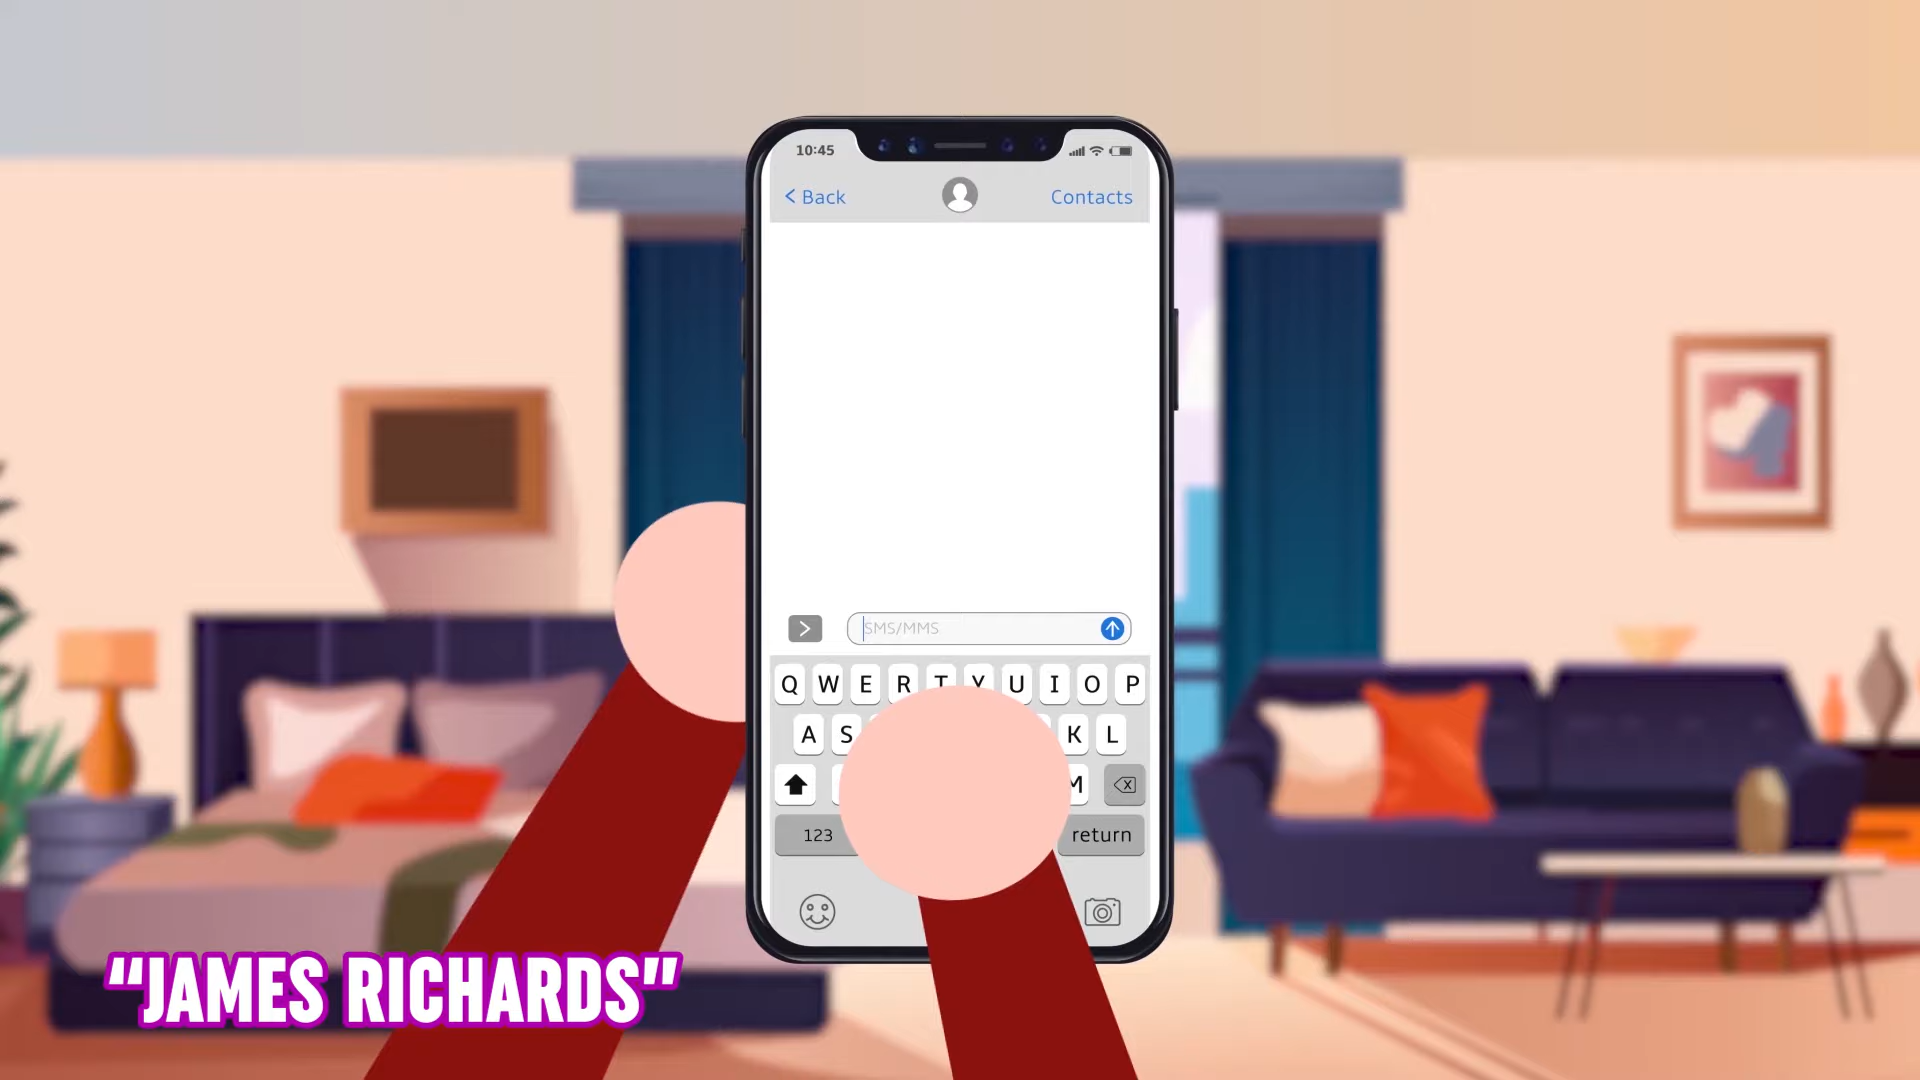 10:45
< Back
Contacts
SMS/MMS
Q W E R T Y U I O P
A S K L
M
123
return
“JAMES RICHARDS”